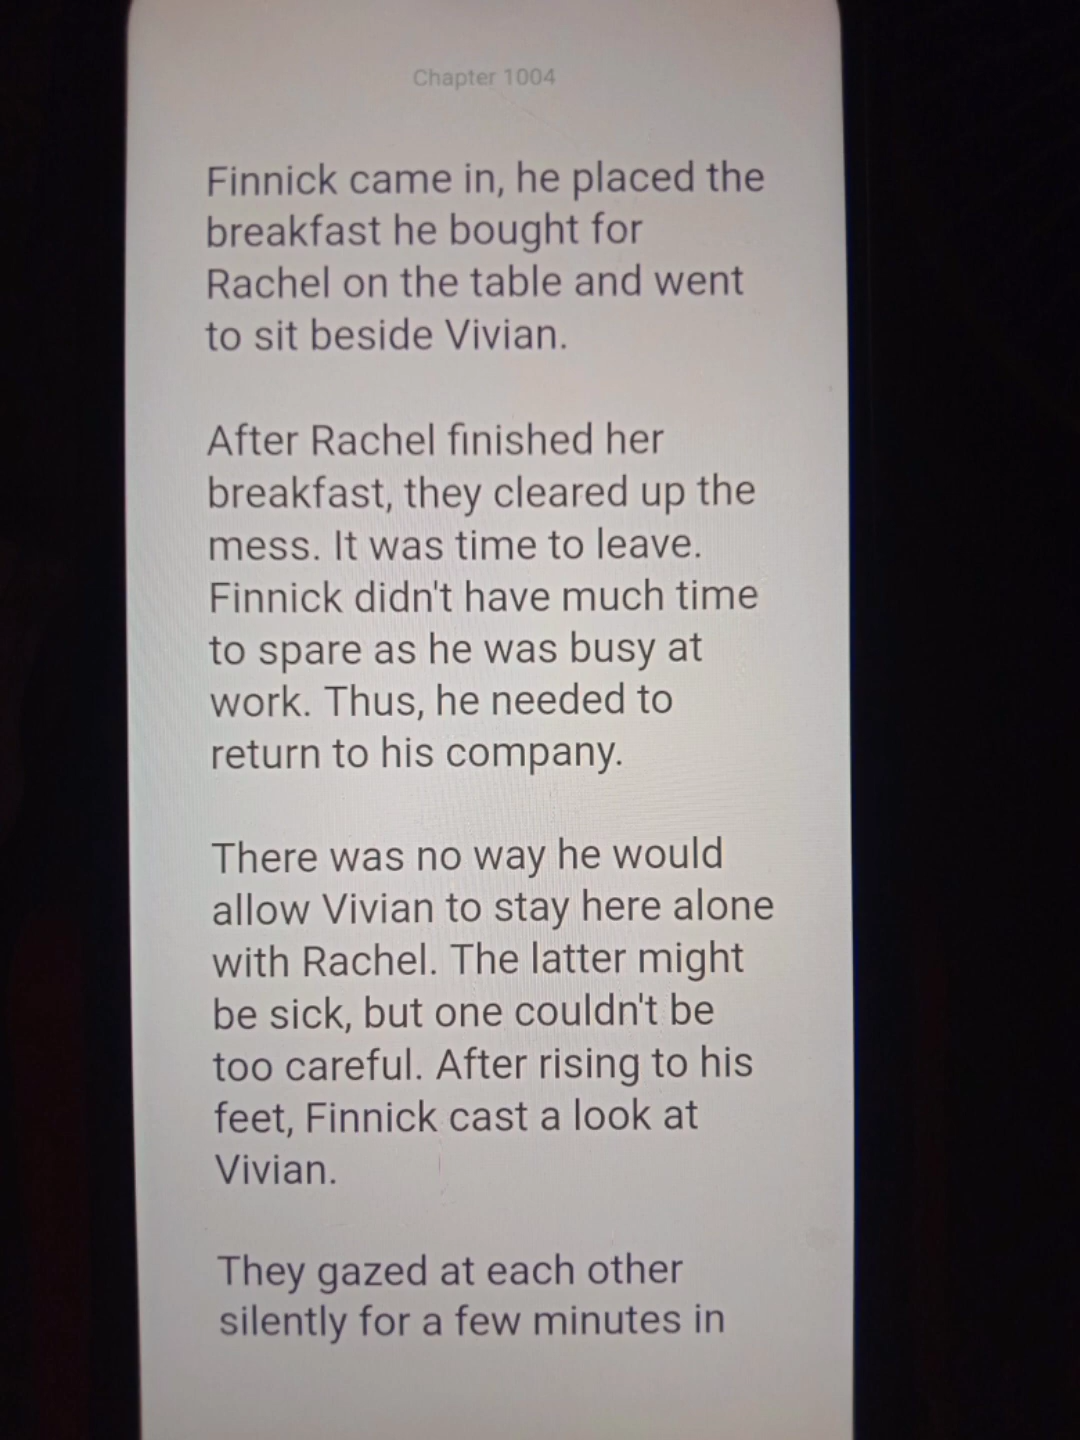 Chapter 1004
Finnick came in, he placed the
breakfast he bought for
Rachel on the table and went
to sit beside Vivian.
After Rachel finished her
breakfast, they cleared up the
mess. It was time to leave.
Finnick didn't have much time
to spare as he was busy at
work. Thus, he needed to
return to his company.
There was no way he would
allow Vivian to stay here alone
with Rachel. The latter might
be sick, but one couldn't be
too careful. After rising to his
feet, Finnick cast a look at
Vivian.
They gazed at each other
silently for a few minutes in